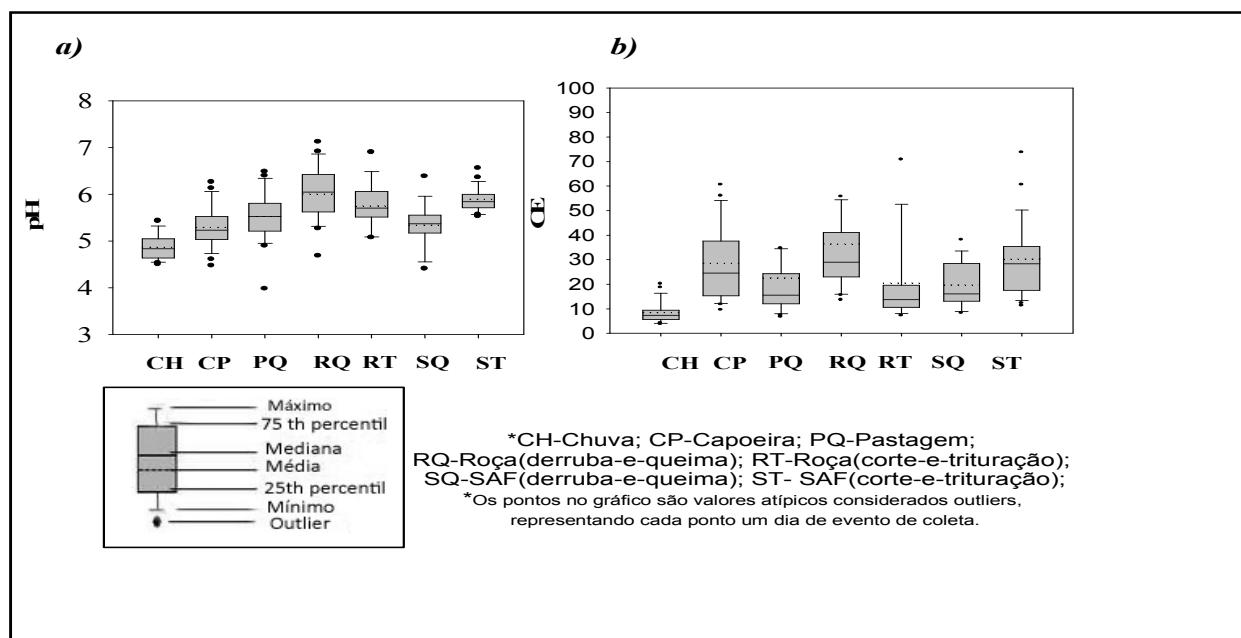 a)
pH
8
7
6
5
4
3
CH CP PQ RQ RT SQ ST
b)
CE
100
90
80
70
60
50
40
30
20
10
0
CH CP PQ RQ RT SQ ST
Máximo
75 th percentil
Mediana
Média
25th percentil
Mínimo
Outlier
*CH-Chuva; CP-Capoeira; PQ-Pastagem;
RQ-Roça(derruba-e-queima); RT-Roça(corte-e-trituração);
SQ-SAF(derruba-e-queima); ST- SAF(corte-e-trituração);
*Os pontos no gráfico são valores atípicos considerados outliers,
representando cada ponto um dia de evento de coleta.